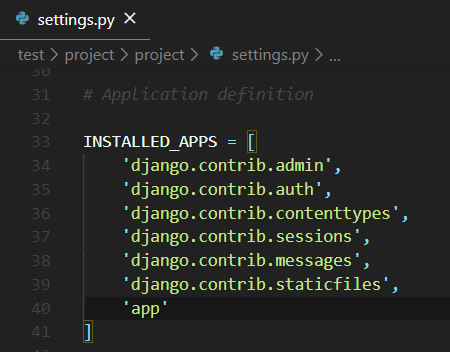 settings.py ×
test > project > project > settings.py > ...
30
31 # Application definition
32
33 INSTALLED_APPS = [
34     'django.contrib.admin',
35     'django.contrib.auth',
36     'django.contrib.contenttypes',
37     'django.contrib.sessions',
38     'django.contrib.messages',
39     'django.contrib.staticfiles',
40     'app'
41 ]